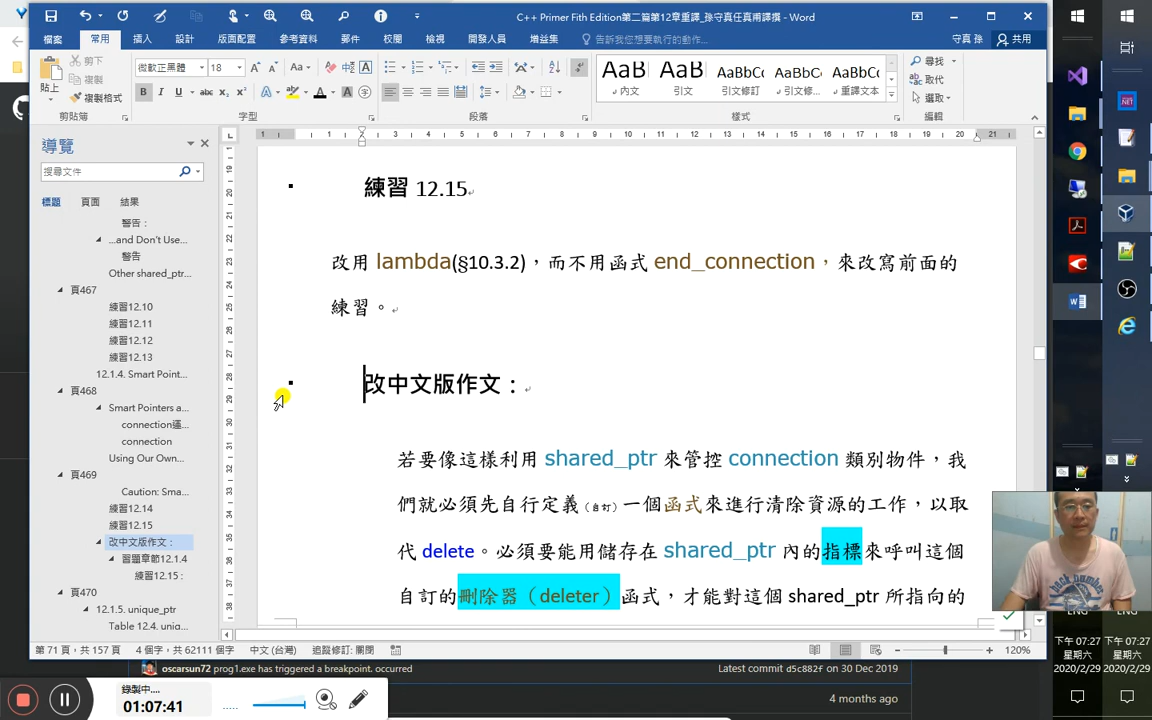 C++ Primer Fith Edition第二篇第12章重譯_孫守真任真甫譯撰 - Word
檔案 常用 插入 設計 版面配置 參考資料 郵件 校閱 檢視 開發人員 增益集 告訴我您想要執行的動作... 守真 孫 共用
貼上 剪下 複製 複製格式
微軟正黑體 18
AaBbC AaBbC AaBbCc AaBbCc AaBbCc
內文 引文 引文修訂 引文修... 重譯文本
尋找 取代 選取
剪貼簿 字型 段落 樣式 編輯
導覽
搜尋文件
標題 頁面 結果
警告：
...and Don't Use...
警告
Other shared_ptr...
頁467
練習12.10
練習12.11
練習12.12
練習12.13
12.1.4. Smart Point...
頁468
Smart Pointers a...
connection運...
connection
Using Our Own...
頁469
Caution: Sma...
練習12.14
練習12.15
改中文版作文：
習題章節12.1.4
練習12.15：
頁470
12.1.5. unique_ptr
Table 12.4. uniq...
練習 12.15
改用 lambda(§10.3.2)，而不用函式 end_connection，來改寫前面的
練習。
改中文版作文：
若要像這樣利用 shared_ptr 來管控 connection 類別物件，我
們就必須先自行定義（自訂）一個函式來進行清除資源的工作，以取
代 delete。必須要能用儲存在 shared_ptr 內的指標來呼叫這個
自訂的刪除器（deleter）函式，才能對這個 shared_ptr 所指向的
第 71 頁，共 157 頁 4 個字，共 62111 個字 中文 (台灣) 追蹤修訂: 關閉 120%
oscarsun72 prog1.exe has triggered a breakpoint. occurred Latest commit d5c882f on 30 Dec 2019
4 months ago
錄製中....
01:07:41
下午 07:27
星期六
2020/2/29
下午 07:27
星期六
2020/2/29